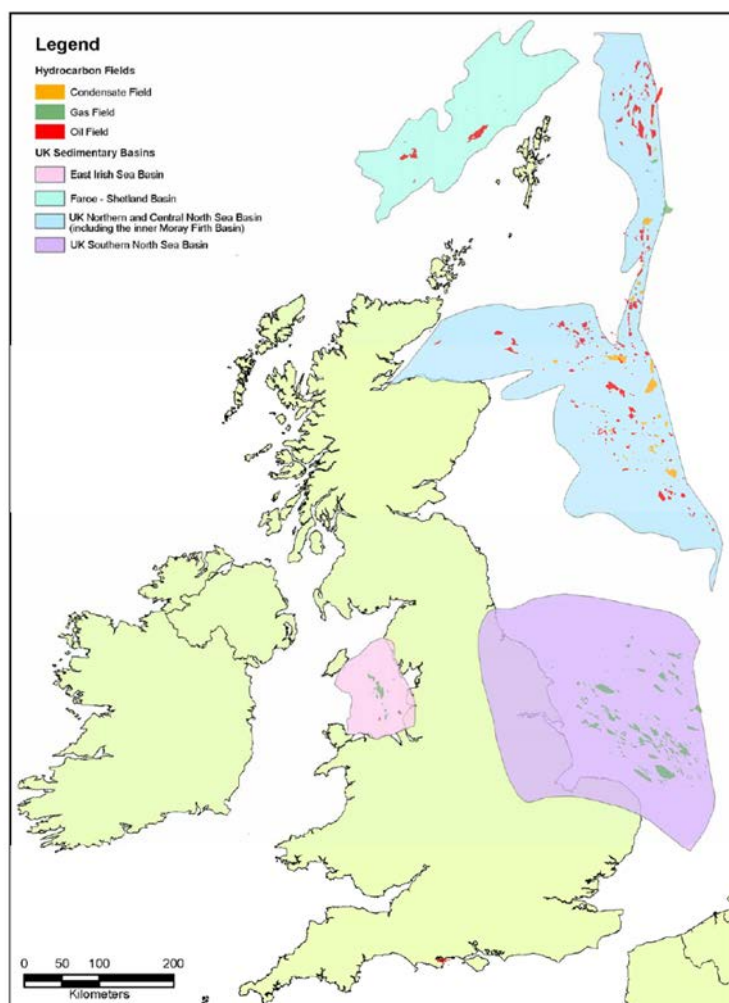 Legend
Hydrocarbon Fields
Condensate Field
Gas Field
Oil Field
UK Sedimentary Basins
East Irish Sea Basin
Faroe - Shetland Basin
UK Northern and Central North Sea Basin
(including the inner Moray Firth Basin)
UK Southern North Sea Basin
0 50 100 200
Kilometers